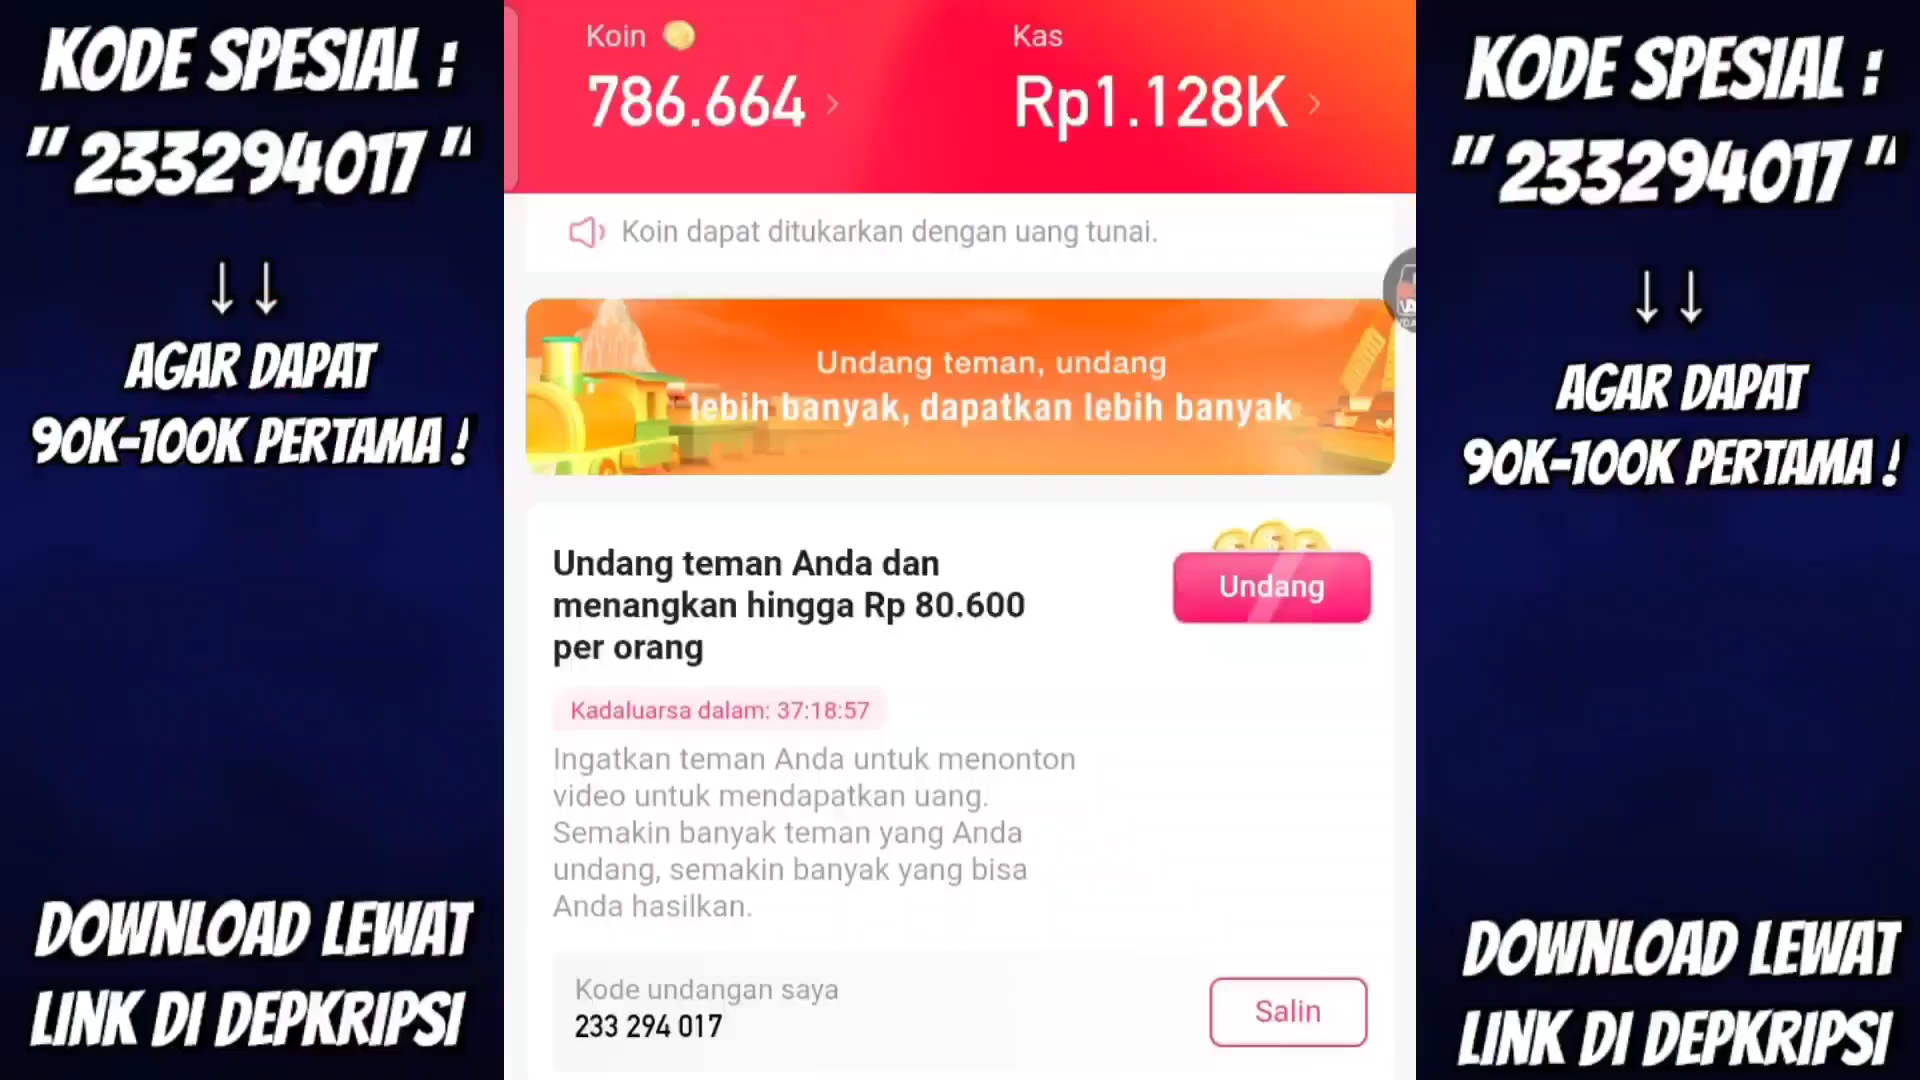 KODE SPESIAL :
" 233294017 "
↓↓
AGAR DAPAT
90K-100K PERTAMA !
DOWNLOAD LEWAT
LINK DI DEPKRIPSI
Koin
786.664 >
Kas
Rp1.128K >
Koin dapat ditukarkan dengan uang tunai.
Undang teman, undang
lebih banyak, dapatkan lebih banyak
Undang teman Anda dan
menangkan hingga Rp 80.600
per orang
Undang
Kadaluarsa dalam: 37:18:57
Ingatkan teman Anda untuk menonton
video untuk mendapatkan uang.
Semakin banyak teman yang Anda
undang, semakin banyak yang bisa
Anda hasilkan.
Kode undangan saya
233 294 017
Salin
KODE SPESIAL :
" 233294017 "
↓↓
AGAR DAPAT
90K-100K PERTAMA !
DOWNLOAD LEWAT
LINK DI DEPKRIPSI